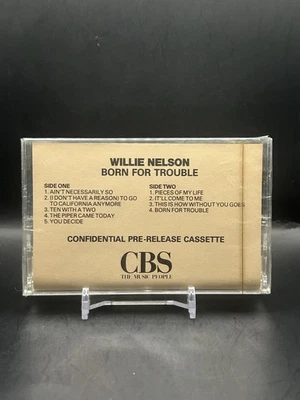 WILLIE NELSON
BORN FOR TROUBLE
SIDE ONE
1. AIN'T NECESSARILY SO
2. (I DON'T HAVE A REASON) TO GO
TO CALIFORNIA ANYMORE
3. TEN WITH A TWO
4. THE PIPER CAME TODAY
5. YOU DECIDE
SIDE TWO
1. PIECES OF MY LIFE
2. IT'LL COME TO ME
3. THIS IS HOW WITHOUT YOU GOES
4. BORN FOR TROUBLE
CONFIDENTIAL PRE-RELEASE CASSETTE
CBS
THE MUSIC PEOPLE